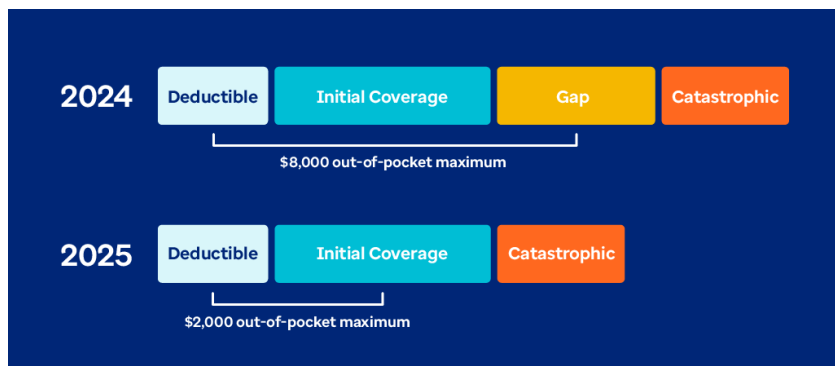 2024 Deductible Initial Coverage Gap Catastrophic
$8,000 out-of-pocket maximum
2025 Deductible Initial Coverage Catastrophic
$2,000 out-of-pocket maximum